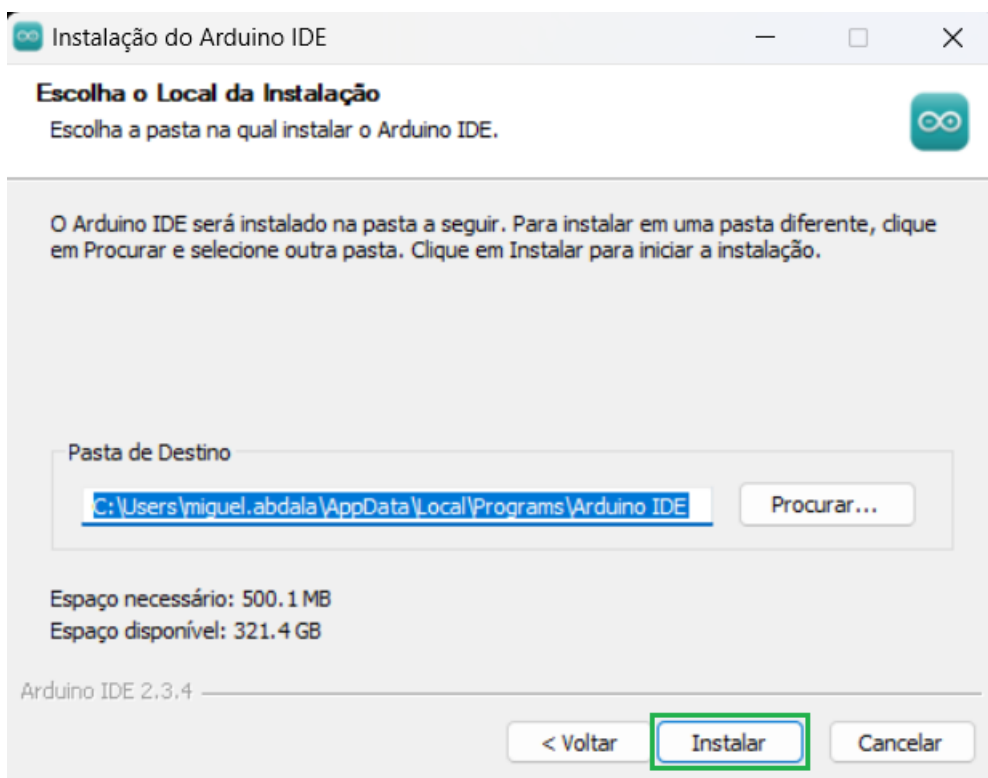 Instalação do Arduino IDE
Escolha o Local da Instalação
Escolha a pasta na qual instalar o Arduino IDE.
O Arduino IDE será instalado na pasta a seguir. Para instalar em uma pasta diferente, clique
em Procurar e selecione outra pasta. Clique em Instalar para iniciar a instalação.
Pasta de Destino
C:\Users\miguel.abdala\AppData\Local\Programs\Arduino IDE
Procurar...
Espaço necessário: 500.1 MB
Espaço disponível: 321.4 GB
Arduino IDE 2.3.4
< Voltar
Instalar
Cancelar